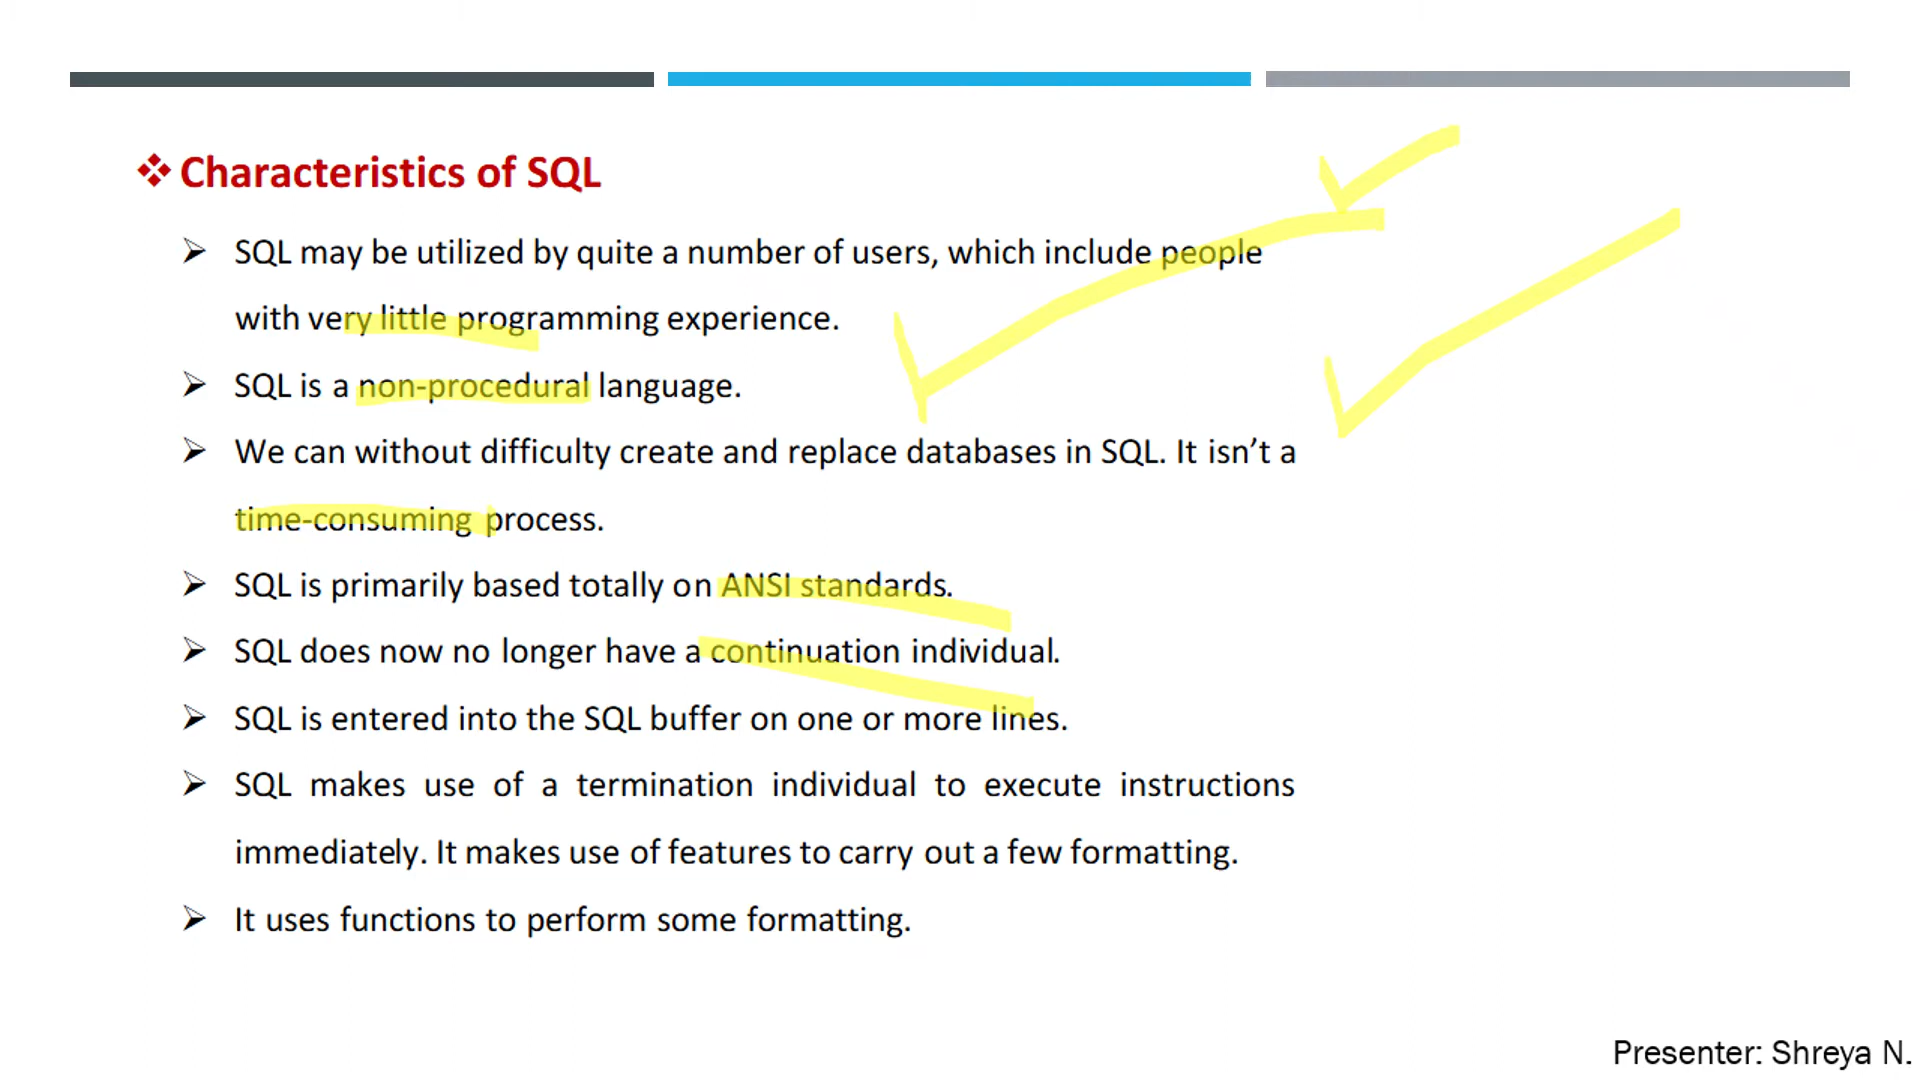 Characteristics of SQL
SQL may be utilized by quite a number of users, which include people
with very little programming experience.
SQL is a non-procedural language.
We can without difficulty create and replace databases in SQL. It isn’t a
time-consuming process.
SQL is primarily based totally on ANSI standards.
SQL does now no longer have a continuation individual.
SQL is entered into the SQL buffer on one or more lines.
SQL makes use of a termination individual to execute instructions
immediately. It makes use of features to carry out a few formatting.
It uses functions to perform some formatting.
Presenter: Shreya N.